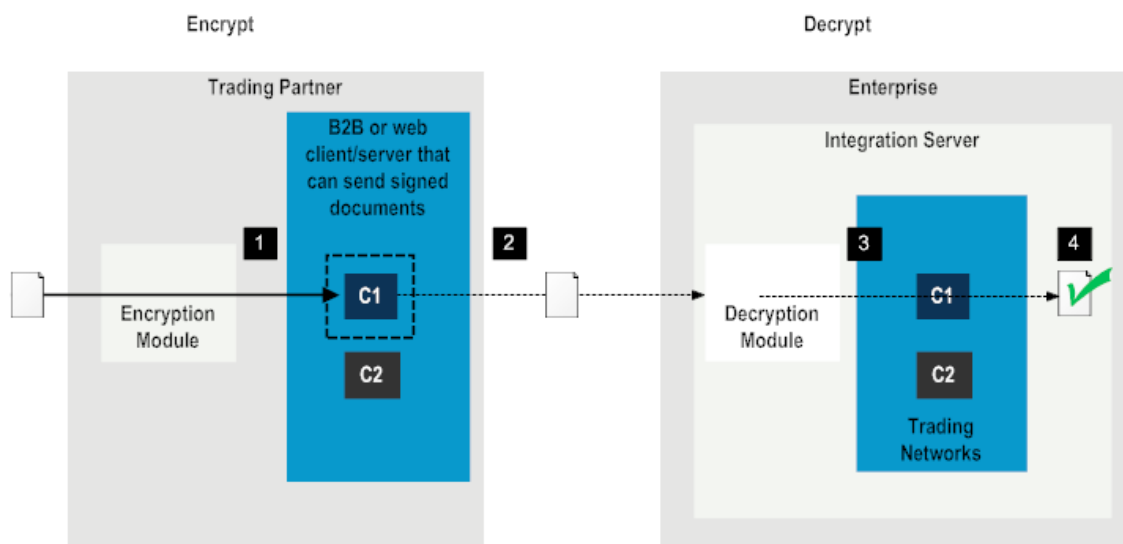 Encrypt
Decrypt
Trading Partner
Enterprise
B2B or web
client/server that
can send signed
documents
Integration Server
1
2
3
4
C1
C1
Encryption
Module
Decryption
Module
C2
C2
Trading
Networks